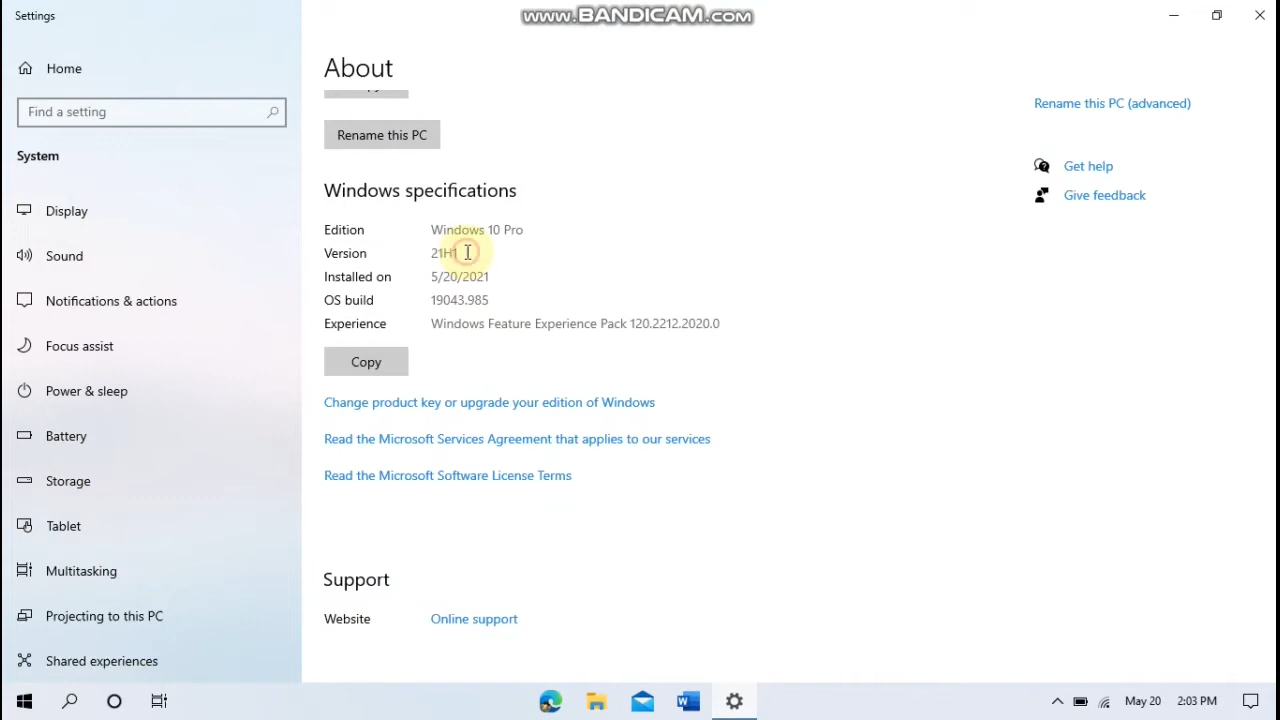 Settings
www.BANDICAM.com
Home
About
Find a setting
Rename this PC (advanced)
Rename this PC
System
Get help
Windows specifications
Give feedback
Display
Edition Windows 10 Pro
Sound
Version 21H1
Installed on 5/20/2021
Notifications & actions
OS build 19043.985
Experience Windows Feature Experience Pack 120.2212.2020.0
Focus assist
Copy
Power & sleep
Change product key or upgrade your edition of Windows
Battery
Read the Microsoft Services Agreement that applies to our services
Storage
Read the Microsoft Software License Terms
Tablet
Multitasking
Support
Projecting to this PC
Website Online support
Shared experiences
May 20 2:03 PM